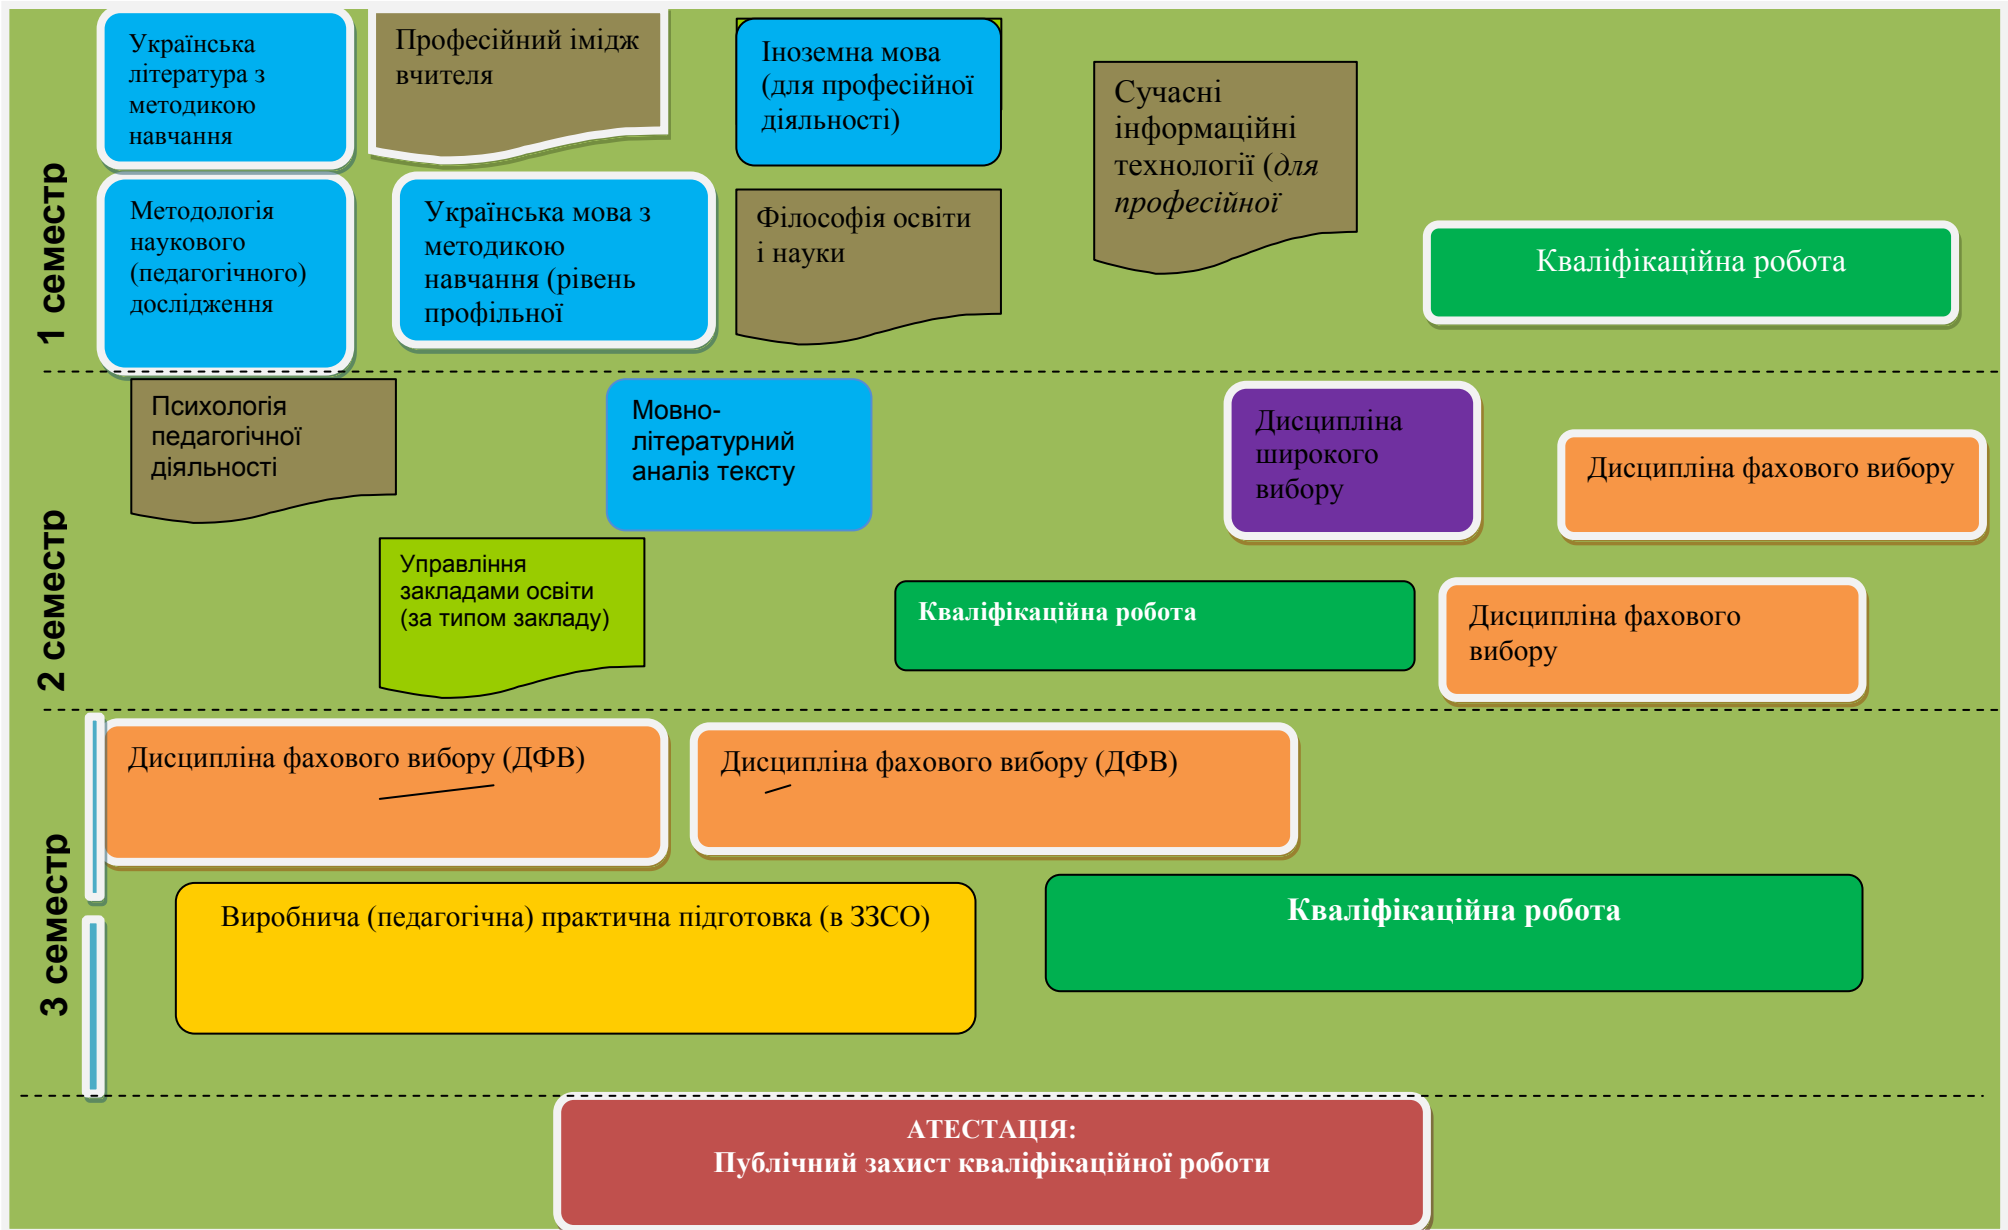 1 семестр
Українська
література з
методикою
навчання
Професійний імідж
вчителя
Іноземна мова
(для професійної
діяльності)
Сучасні
інформаційні
технології (для
професійної
Методологія
наукового
(педагогічного)
дослідження
Українська мова з
методикою
навчання (рівень
профільної
Філософія освіти
і науки
Кваліфікаційна робота
2 семестр
Психологія
педагогічної
діяльності
Мовно-
літературний
аналіз тексту
Дисципліна
широкого
вибору
Дисципліна фахового вибору
Управління
закладами освіти
(за типом закладу)
Кваліфікаційна робота
Дисципліна фахового
вибору
3 семестр
Дисципліна фахового вибору (ДФВ)
Дисципліна фахового вибору (ДФВ)
Виробнича (педагогічна) практична підготовка (в ЗЗСО)
Кваліфікаційна робота
АТЕСТАЦІЯ:
Публічний захист кваліфікаційної роботи